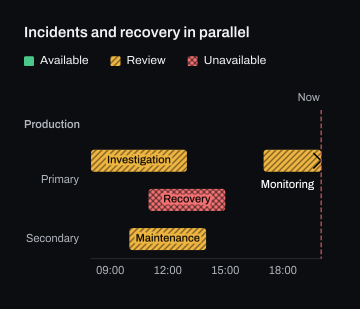 Incidents and recovery in parallel
Available Review Unavailable
Now
Production
Investigation
Primary
Monitoring
Recovery
Secondary
Maintenance
09:00 12:00 15:00 18:00